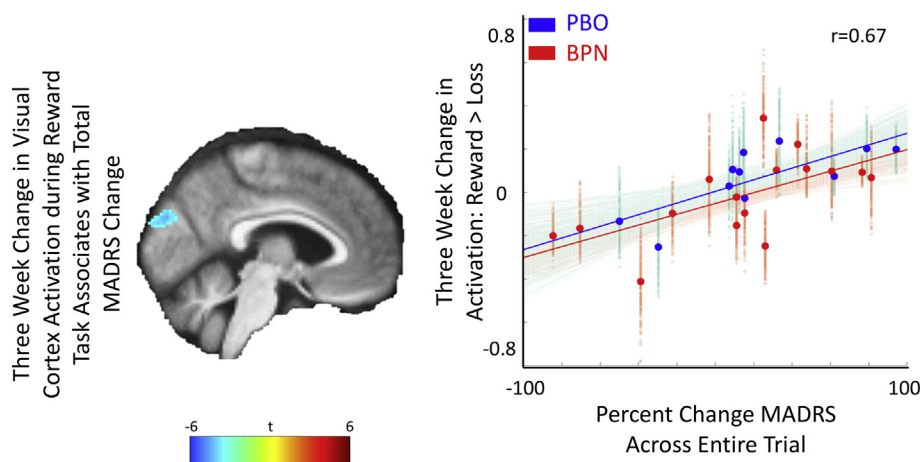 Three Week Change in Visual
Cortex Activation during Reward
Task Associates with Total
MADRS Change
-6
t
6
Three Week Change in
Activation: Reward > Loss
0.8
0
-0.8
PBO
BPN
r=0.67
-100
100
Percent Change MADRS
Across Entire Trial